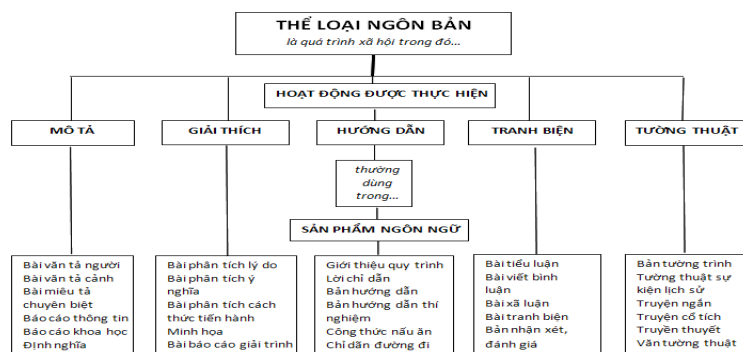 THỂ LOẠI NGÔN BẢN
là quá trình xã hội trong đó...
HOẠT ĐỘNG ĐƯỢC THỰC HIỆN
MÔ TẢ
GIẢI THÍCH
HƯỚNG DẪN
TRANH BIỆN
TƯỜNG THUẬT
thường
dùng
trong...
SẢN PHẨM NGÔN NGỮ
Bài văn tả người
Bài văn tả cảnh
Bài miêu tả
chuyên biệt
Báo cáo thông tin
Báo cáo khoa học
Định nghĩa
Bài phân tích lý do
Bài phân tích ý
nghĩa
Bài phân tích cách
thức tiến hành
Minh họa
Bài báo cáo giải trình
Giới thiệu quy trình
Lời chỉ dẫn
Bản hướng dẫn
Bản hướng dẫn thí
nghiệm
Công thức nấu ăn
Chỉ dẫn đường đi
Bài tiểu luận
Bài viết bình
luận
Bài xã luận
Bài tranh biện
Bản nhận xét,
đánh giá
Bản tường trình
Tường thuật sự
kiện lịch sử
Truyện ngắn
Truyện cổ tích
Truyền thuyết
Văn tường thuật